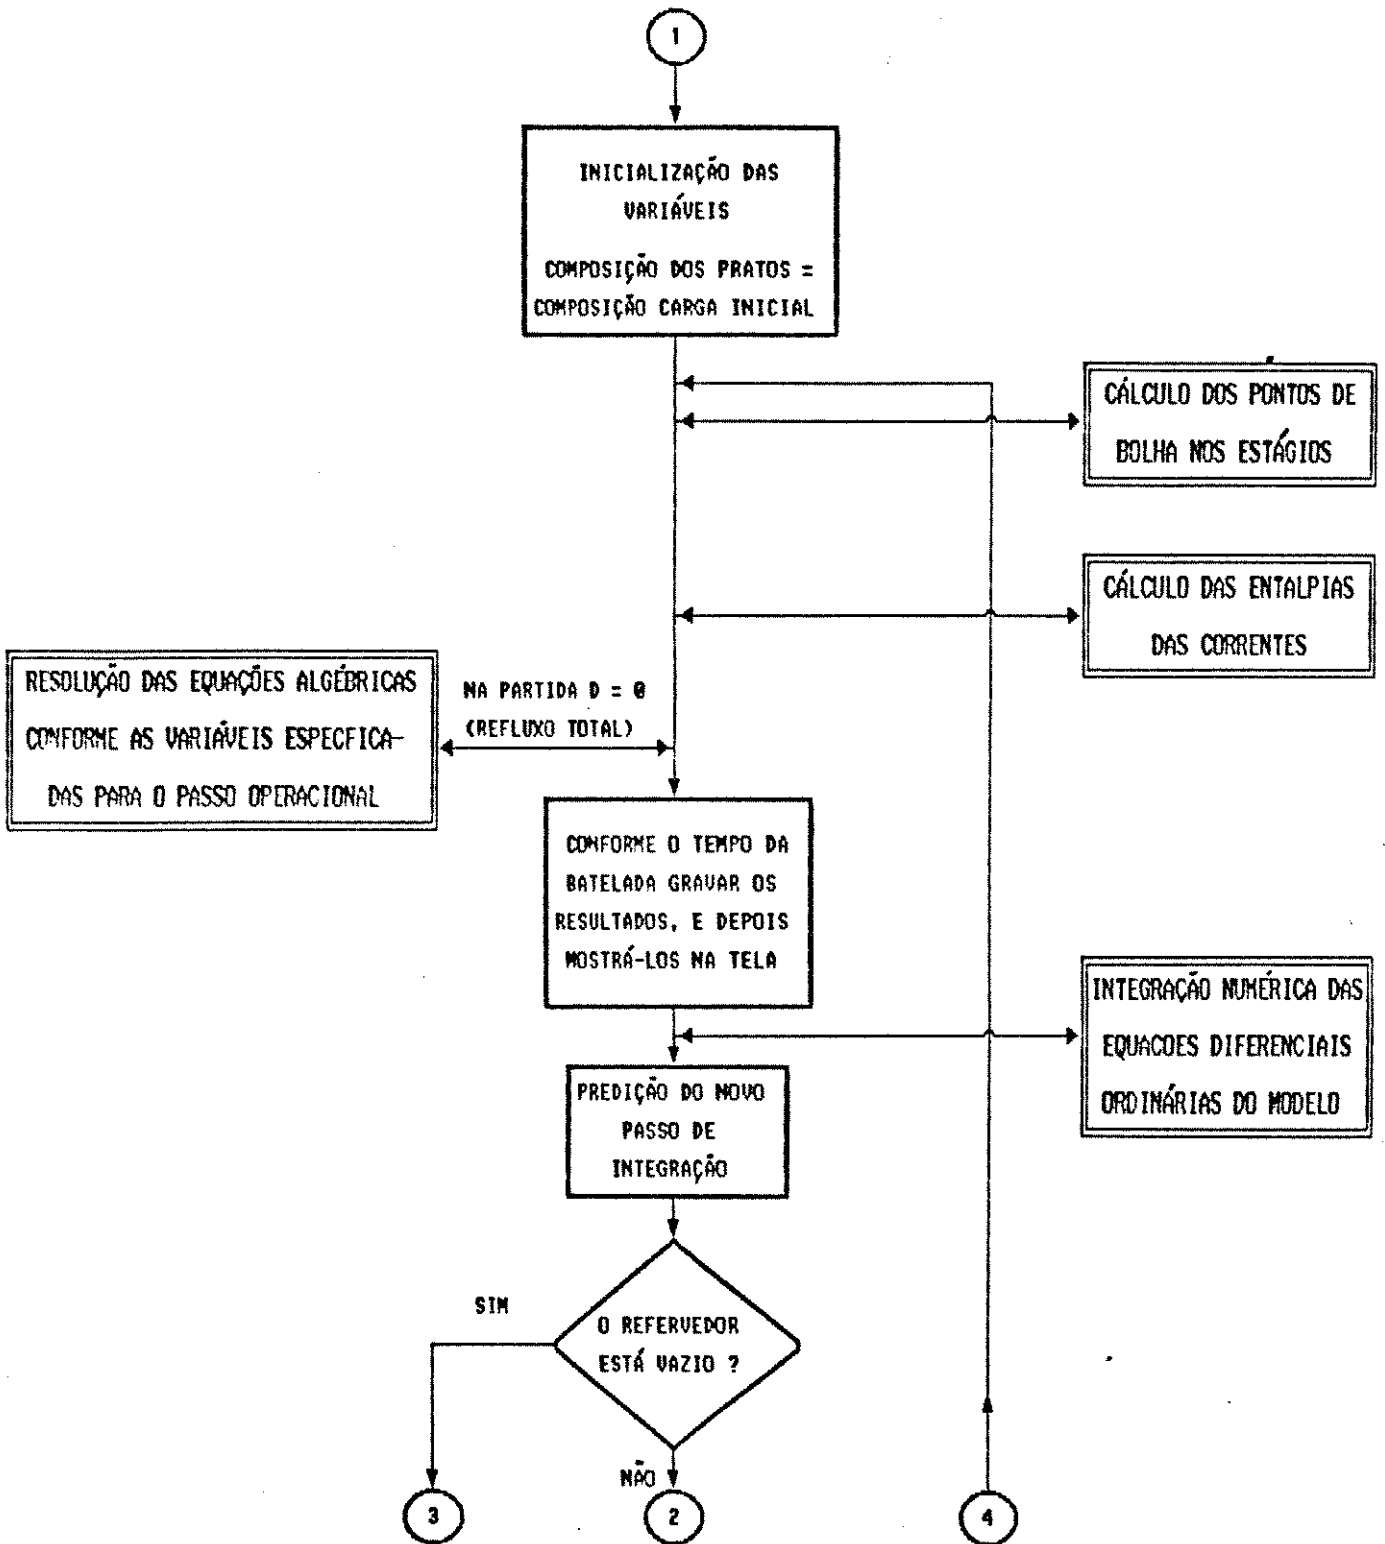 1
INICIALIZAÇÃO DAS
VARIÁVEIS
COMPOSIÇÃO DOS PRATOS =
COMPOSIÇÃO CARGA INICIAL
CÁLCULO DOS PONTOS DE
BOLHA NOS ESTÁGIOS
CÁLCULO DAS ENTALPIAS
DAS CORRENTES
RESOLUÇÃO DAS EQUAÇÕES ALGÉBRICAS
CONFORME AS VARIÁVEIS ESPECFICA-
DAS PARA O PASSO OPERACIONAL
NA PARTIDA D = 0
(REFLUXO TOTAL)
CONFORME O TEMPO DA
BATELADA GRAVAR OS
RESULTADOS, E DEPOIS
MOSTRÁ-LOS NA TELA
INTEGRAÇÃO NUMÉRICA DAS
EQUACOES DIFERENCIAIS
ORDINÁRIAS DO MODELO
PREDIÇÃO DO NOVO
PASSO DE
INTEGRAÇÃO
SIM
O REFERVEDOR
ESTÁ VAZIO ?
NÃO
3
2
4